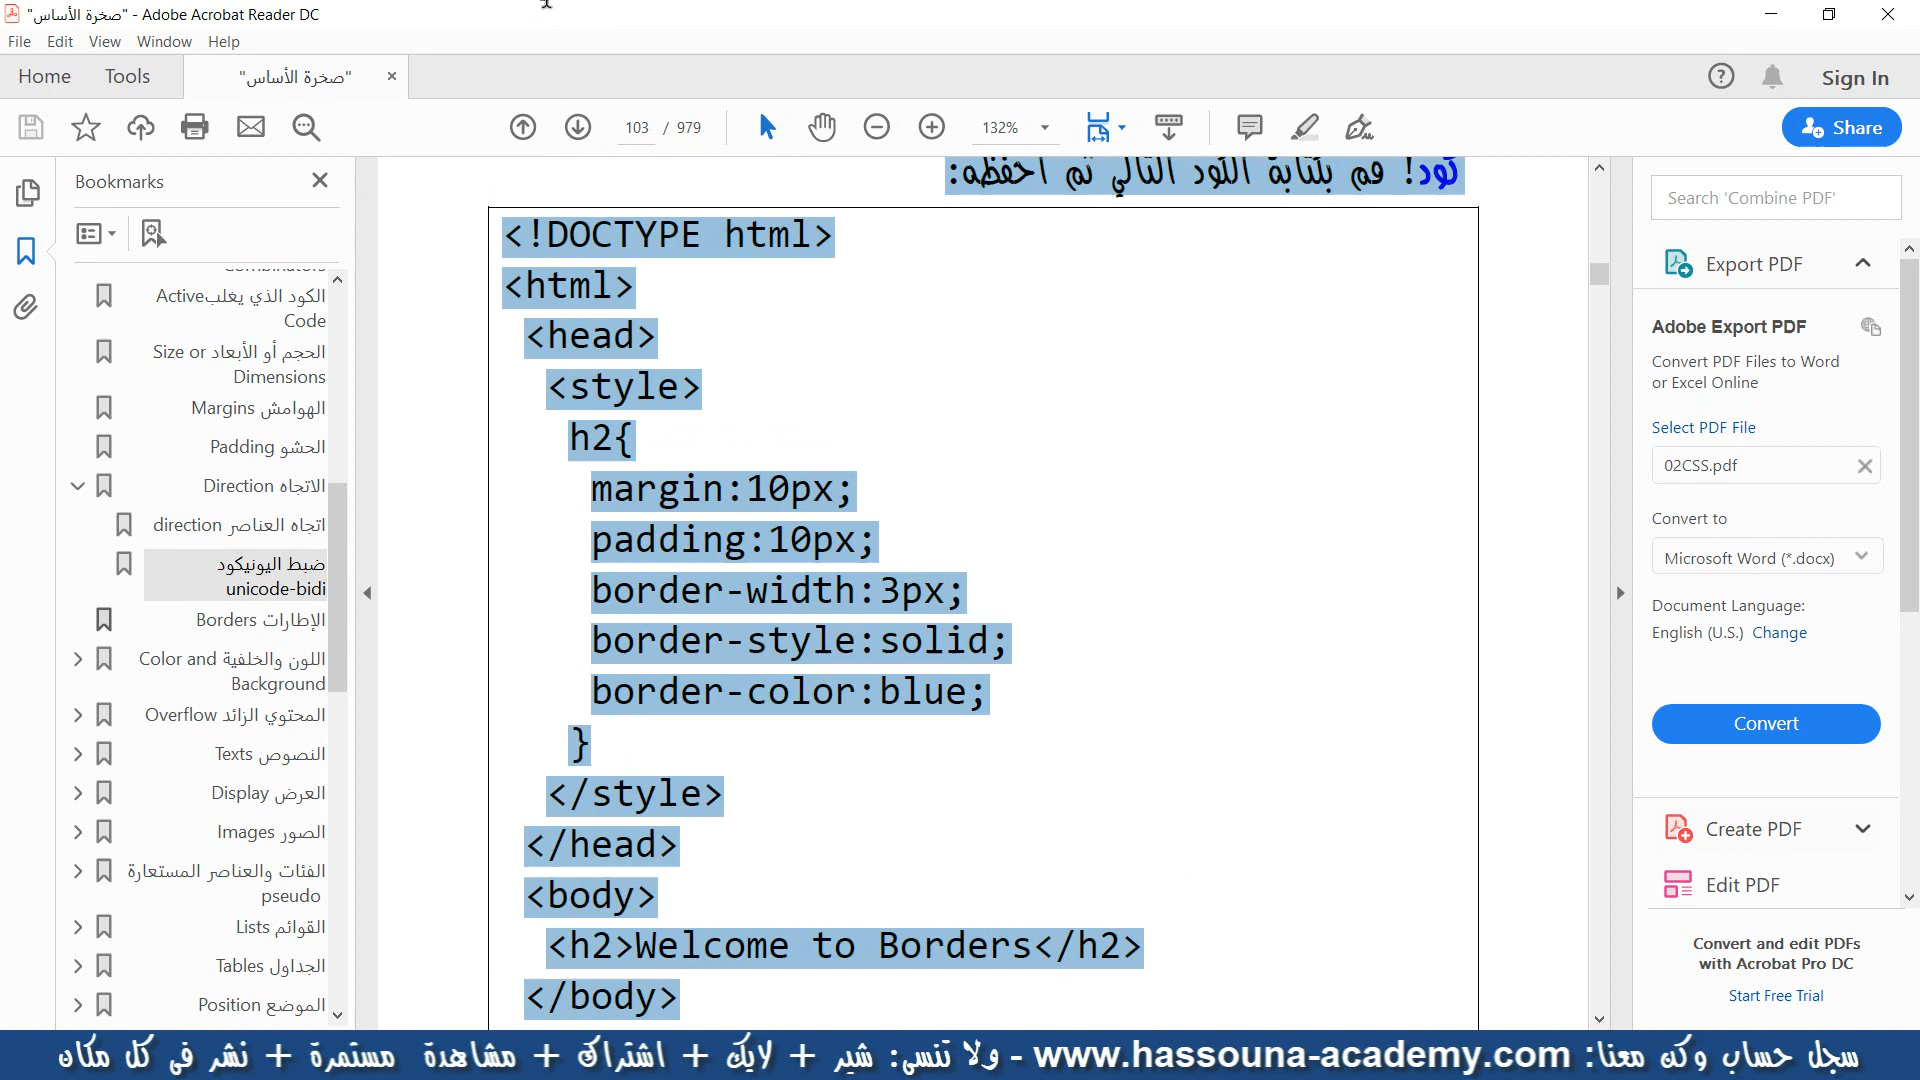 "صخرة الأساس" - Adobe Acrobat Reader DC
File Edit View Window Help
Home Tools "صخرة الأساس" Sign In
103 / 979 132% Share
Bookmarks
الكود الذي يغلب Active
Code
الحجم أو الأبعاد Size or
Dimensions
الهوامش Margins
الحشو Padding
الاتجاه Direction
اتجاه العناصر direction
ضبط اليونيكود
unicode-bidi
الإطارات Borders
اللون والخلفية Color and
Background
المحتوي الزائد Overflow
النصوص Texts
العرض Display
الصور Images
الفئات والعناصر المستعارة
pseudo
القوائم Lists
الجداول Tables
الموضع Position
كود! قم بكتابة الكود التالي ثم احفظه:
<!DOCTYPE html>
<html>
<head>
<style>
h2{
margin:10px;
padding:10px;
border-width:3px;
border-style:solid;
border-color:blue;
}
</style>
</head>
<body>
<h2>Welcome to Borders</h2>
</body>
Search 'Combine PDF'
Export PDF
Adobe Export PDF
Convert PDF Files to Word
or Excel Online
Select PDF File
02CSS.pdf
Convert to
Microsoft Word (*.docx)
Document Language:
English (U.S.) Change
Convert
Create PDF
Edit PDF
Convert and edit PDFs
with Acrobat Pro DC
Start Free Trial
سجل حساب وكن معنا: www.hassouna-academy.com - ولا تنسى: شير + لايك + اشتراك + مشاهدة مستمرة + نشر في كل مكان